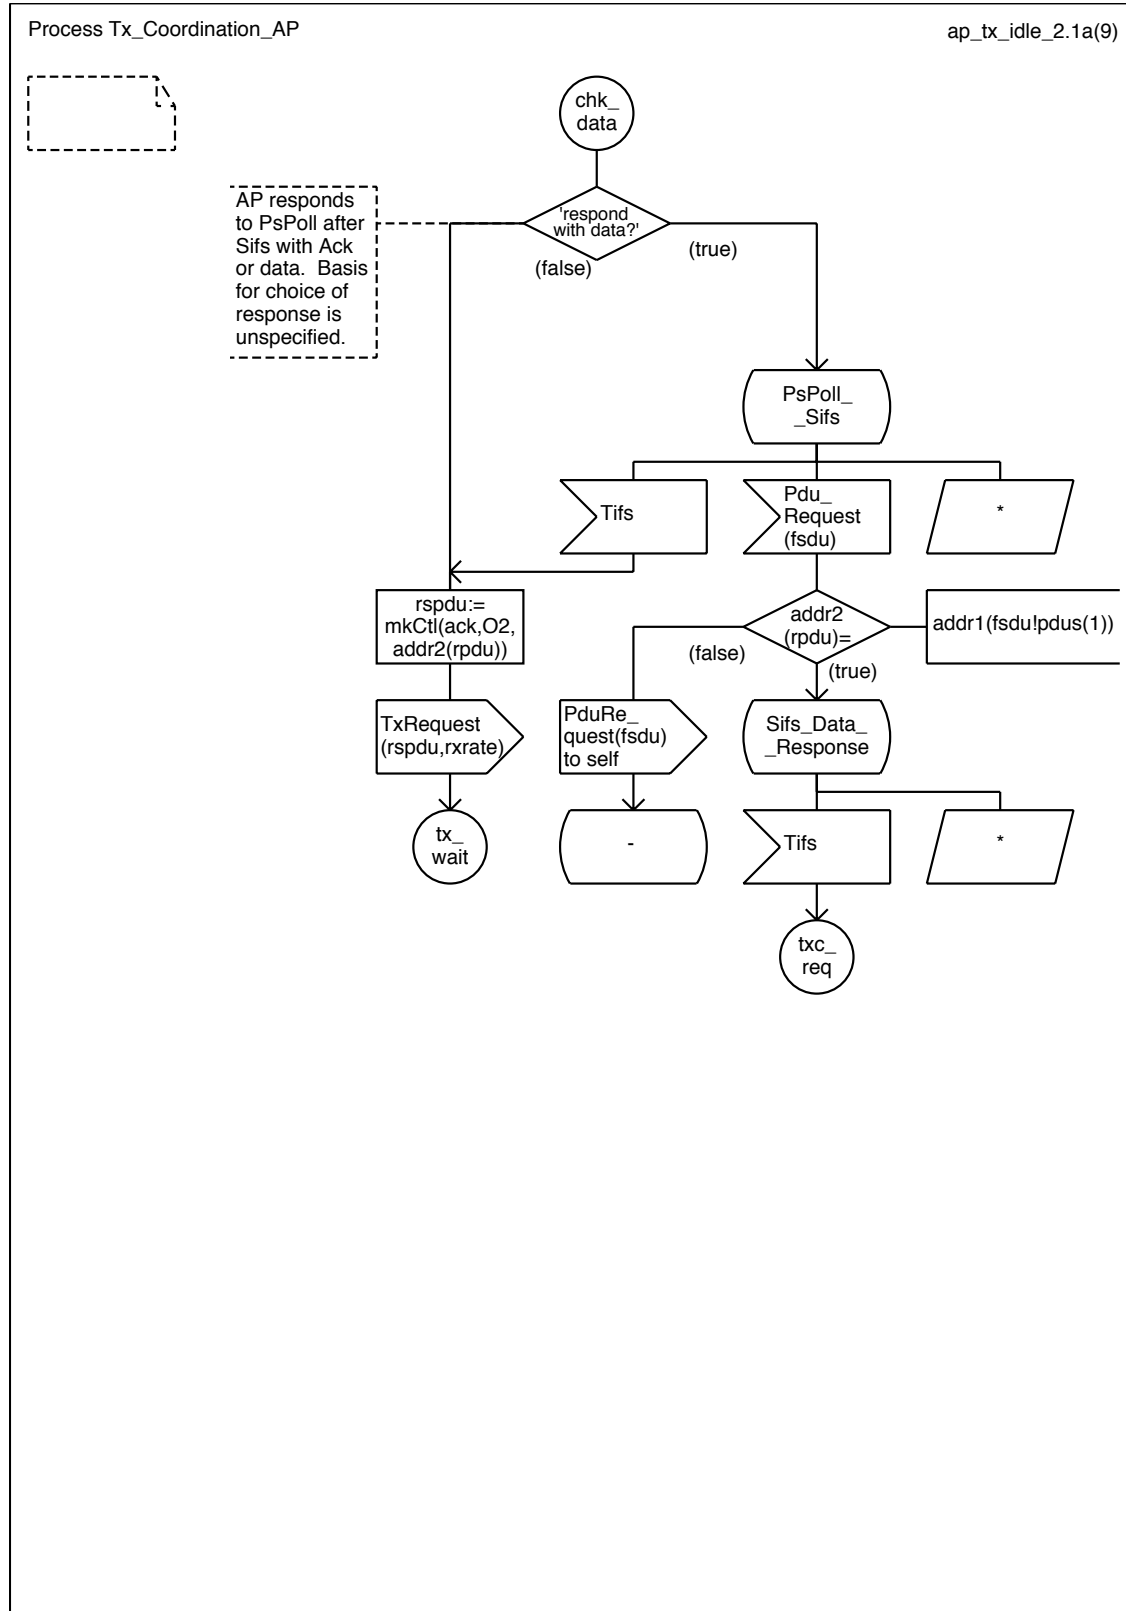 Process Tx_Coordination_AP
ap_tx_idle_2.1a(9)
chk_
data
AP responds
to PsPoll after
Sifs with Ack
or data.  Basis
for choice of
response is
unspecified.
'respond
with data?'
(false)
(true)
PsPoll_
_Sifs
Tifs
Pdu_
Request
(fsdu)
*
rspdu:=
mkCtl(ack,O2,
addr2(rpdu))
addr2
(rpdu)=
addr1(fsdu!pdus(1))
(false)
(true)
TxRequest
(rspdu,rxrate)
PduRe_
quest(fsdu)
to self
Sifs_Data_
_Response
tx_
wait
-
Tifs
*
txc_
req